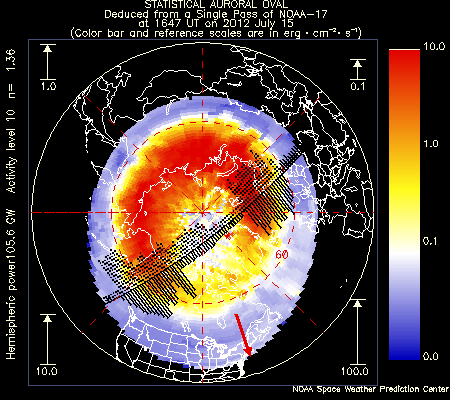 STATISTICAL AURORAL OVAL
Deduced from a Single Pass of NOAA-17
at 1647 UT on 2012 July 15
(Color bar and reference scales are in erg · cm⁻² · s⁻¹)
Hemispheric power105.6 GW Activity level 10 n= 1.36
1.0
0.1
10.0
100.0
60
10.0
1.0
0.1
0.0
NOAA Space Weather Prediction Center